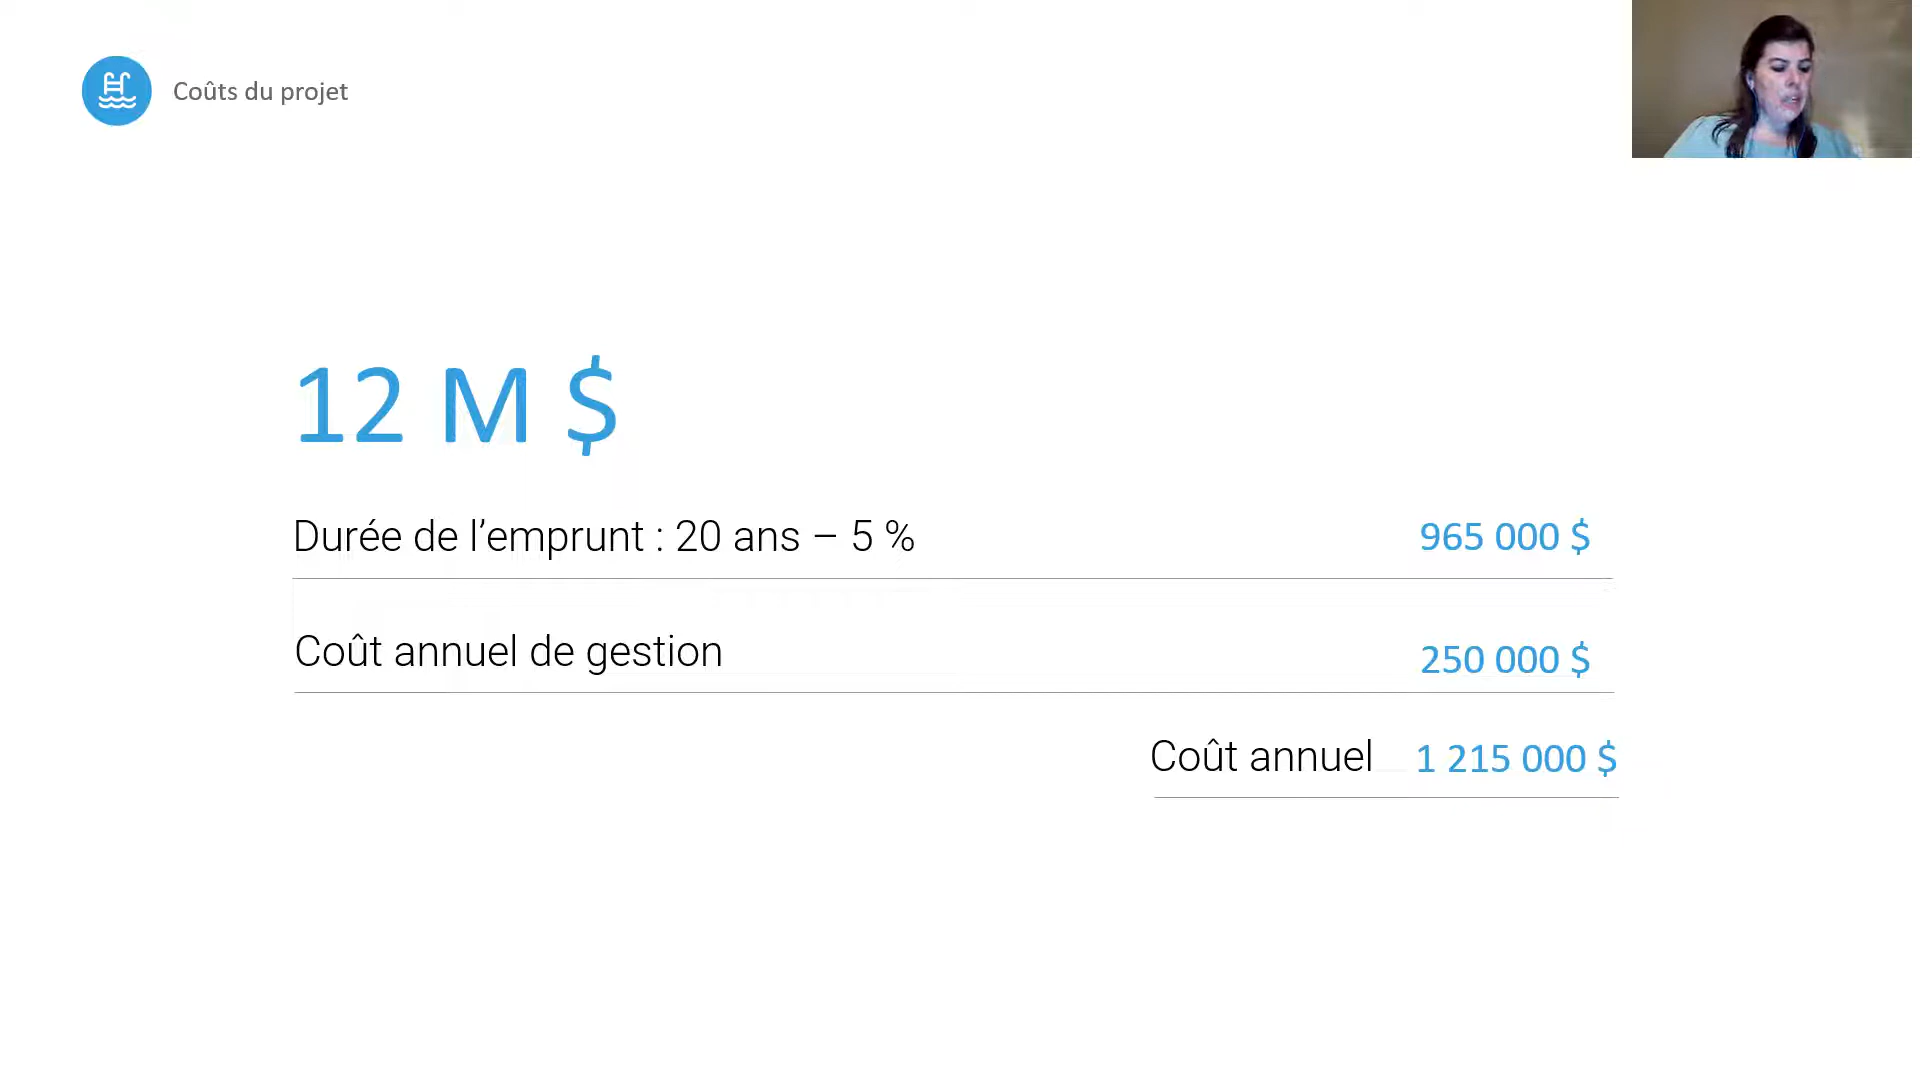 Coûts du projet
12 M $
Durée de l’emprunt : 20 ans – 5 % 965 000 $
Coût annuel de gestion 250 000 $
Coût annuel 1 215 000 $